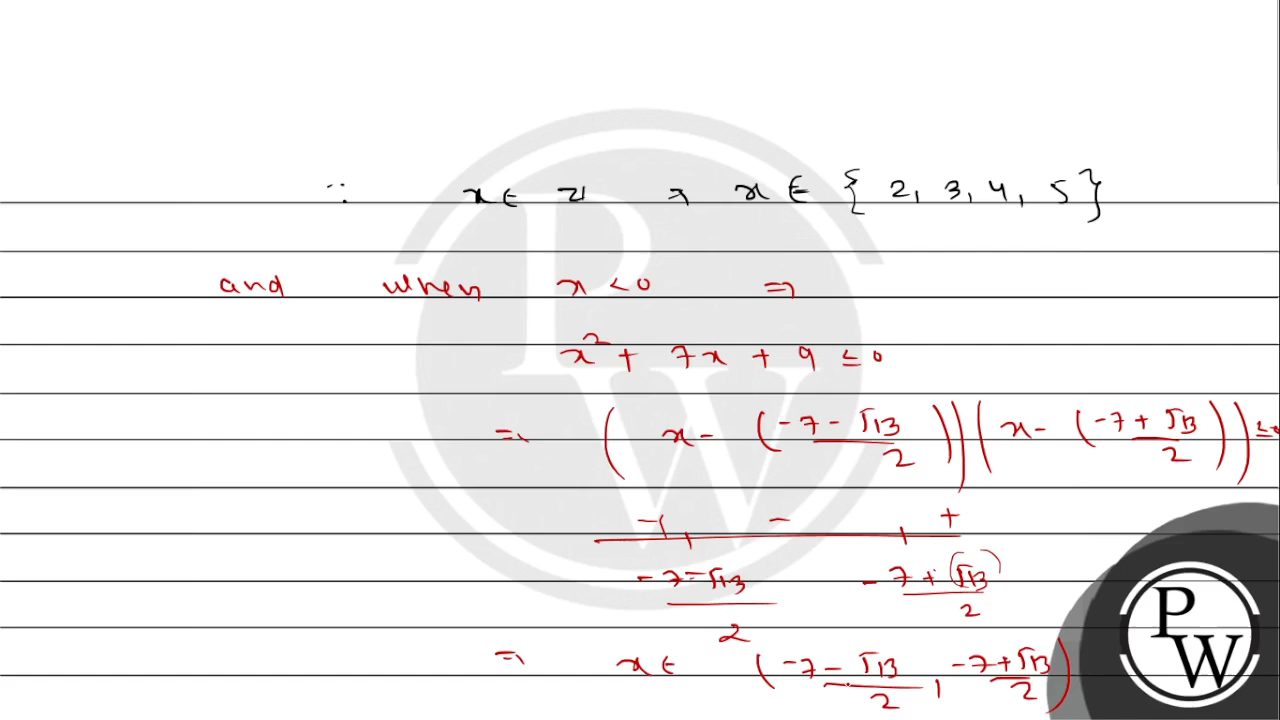 ∵ x ∈ Z ⇒ x ∈ { 2, 3, 4, 5 }
and when x < 0 ⇒
x² + 7x + 9 ≤ 0
⇒ (x - (-7 - √13)/2)) (x - (-7 + √13)/2)) ≤ 0
+ - +
(-7 - √13)/2 (-7 + (√13))/2
⇒ x ∈ ((-7 - √13)/2, (-7 + √13)/2)
P
W
P
W